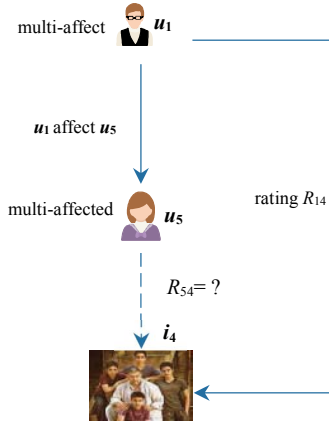 multi-affect u1
u1 affect u5
multi-affected u5
rating R14
R54= ?
i4